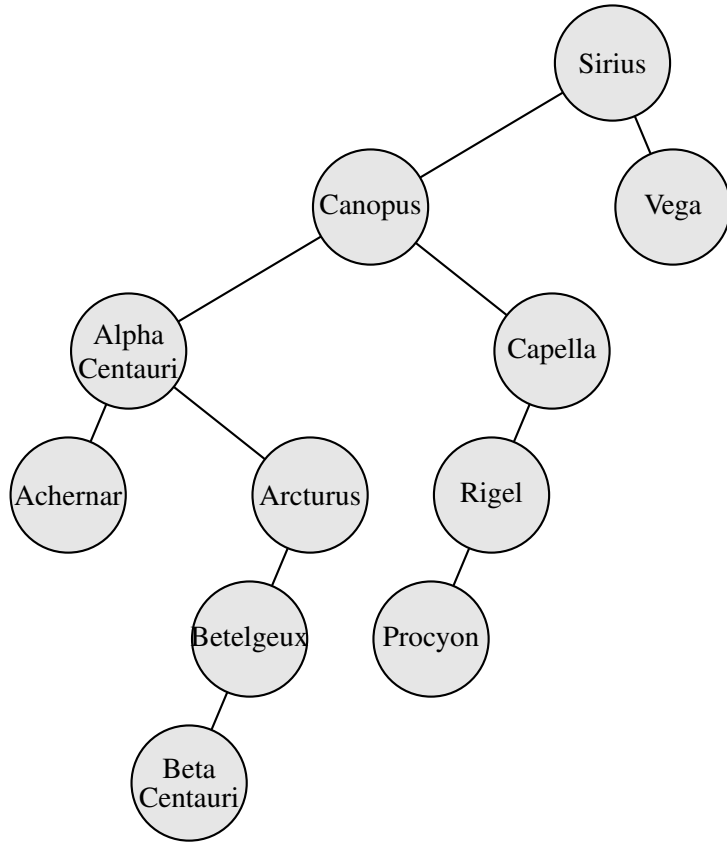 Sirius
Canopus
Vega
Alpha
Centauri
Capella
Achernar
Arcturus
Rigel
Betelgeux
Procyon
Beta
Centauri